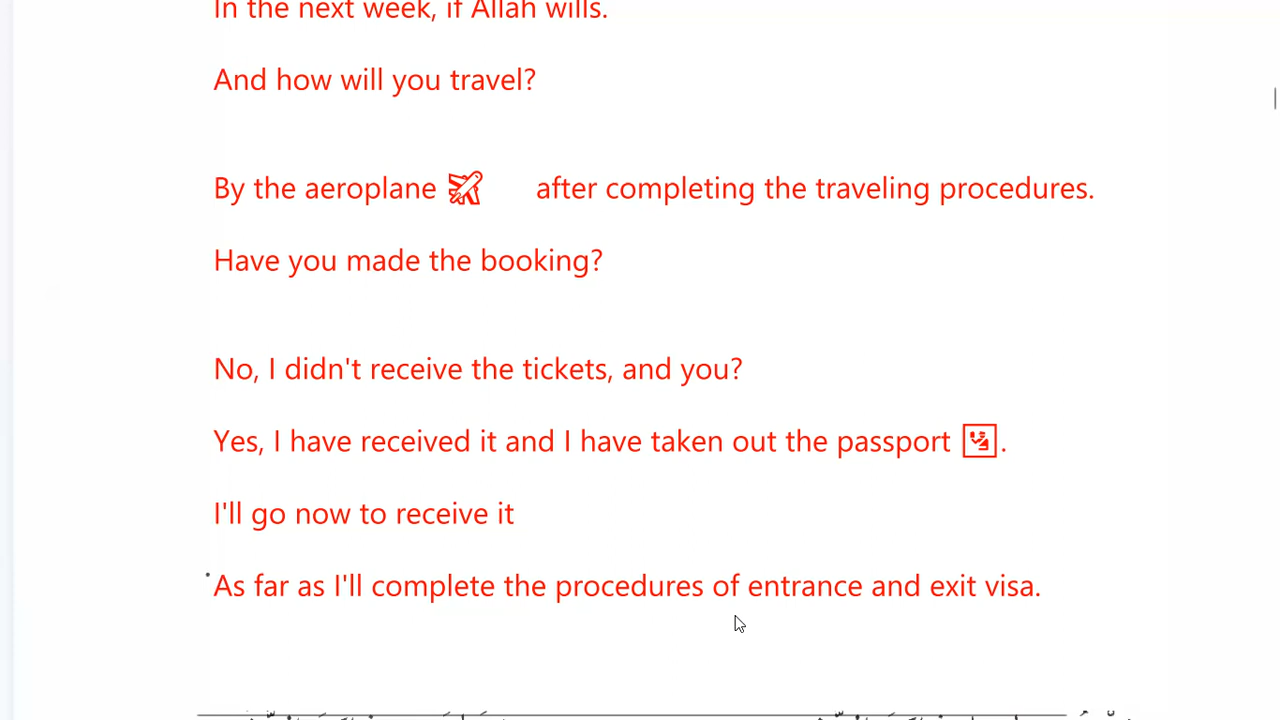 In the next week, if Allah wills.
And how will you travel?
By the aeroplane after completing the traveling procedures.
Have you made the booking?
No, I didn't receive the tickets, and you?
Yes, I have received it and I have taken out the passport .
I'll go now to receive it
As far as I'll complete the procedures of entrance and exit visa.